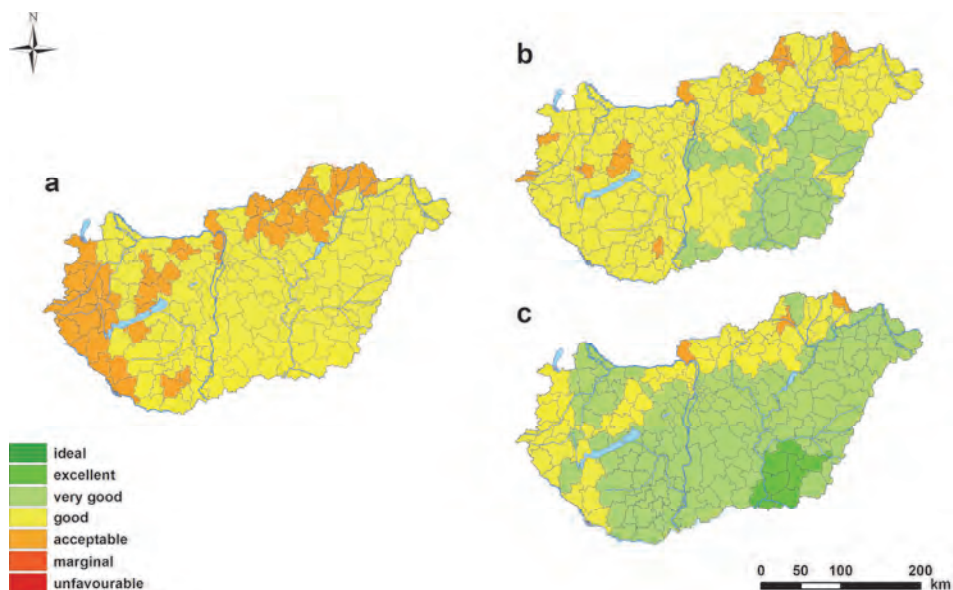 N
a
b
c
ideal
excellent
very good
good
acceptable
marginal
unfavourable
0 50 100 200
km